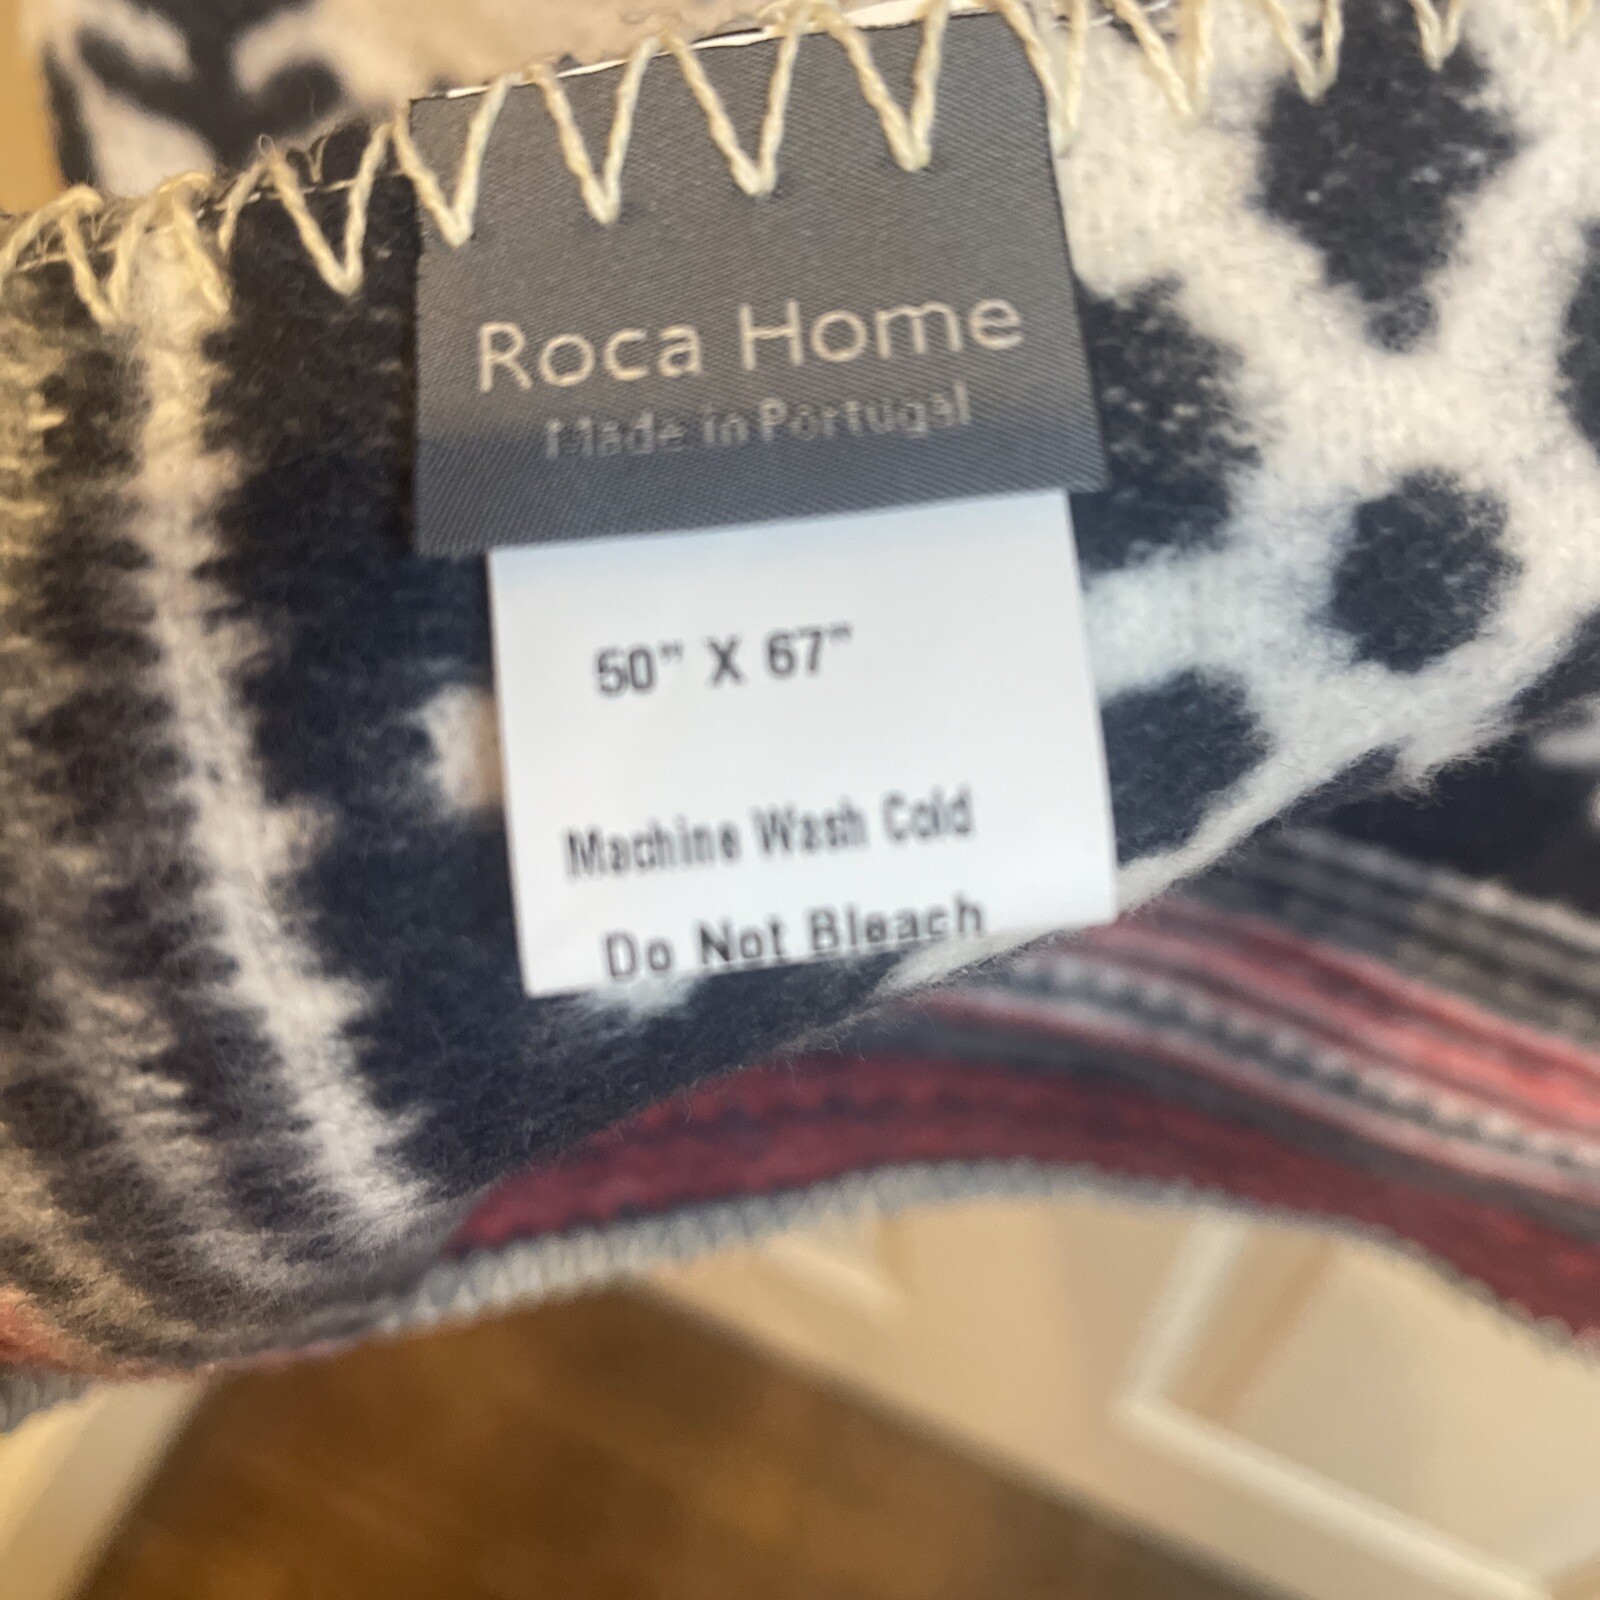 Roca Home
Made in Portugal
50" X 67"
Machine Wash Cold
Do Not Bleach